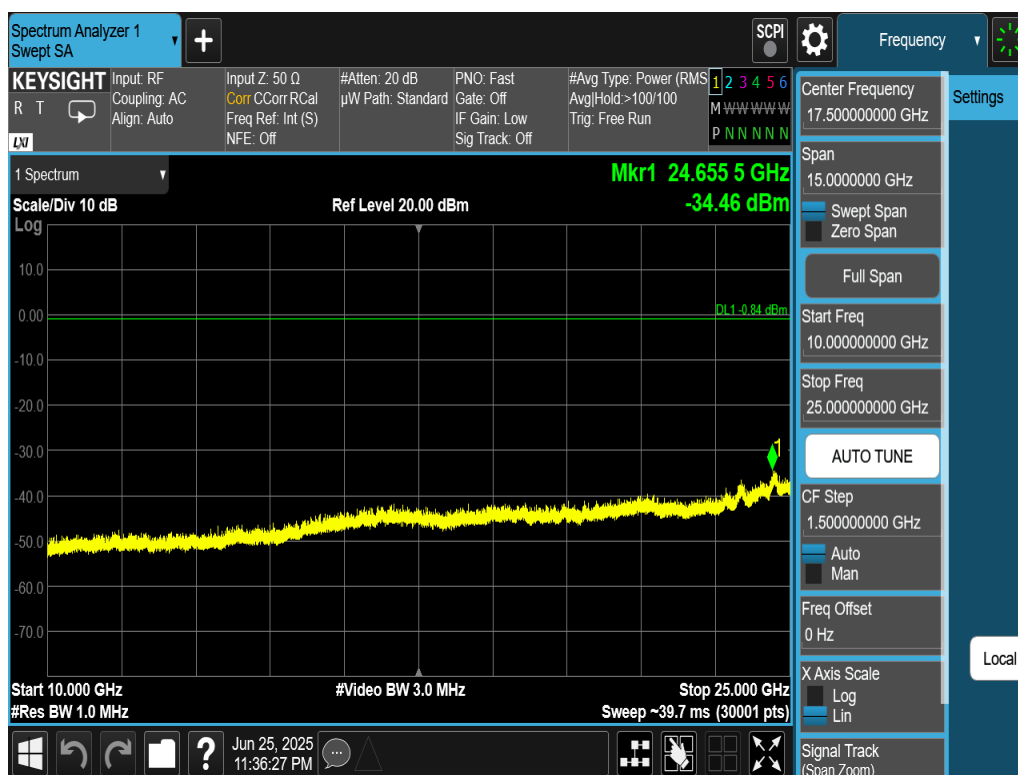 Spectrum Analyzer 1
Swept SA
+
SCPI
Frequency
KEYSIGHT
R T
LXI
Input: RF
Coupling: AC
Align: Auto
Input Z: 50 Ω
Corr CCorr RCal
Freq Ref: Int (S)
NFE: Off
#Atten: 20 dB
µW Path: Standard
PNO: Fast
Gate: Off
IF Gain: Low
Sig Track: Off
#Avg Type: Power (RMS
Avg|Hold:>100/100
Trig: Free Run
1 2 3 4 5 6
M W W W W W
P N N N N N
1 Spectrum
Mkr1 24.655 5 GHz
Scale/Div 10 dB
Ref Level 20.00 dBm
-34.46 dBm
Log
10.0
DL1 -0.84 dBm
0.00
-10.0
-20.0
-30.0
1
-40.0
-50.0
-60.0
-70.0
Start 10.000 GHz
#Video BW 3.0 MHz
Stop 25.000 GHz
#Res BW 1.0 MHz
Sweep ~39.7 ms (30001 pts)
Center Frequency
17.500000000 GHz
Settings
Span
15.0000000 GHz
Swept Span
Zero Span
Full Span
Start Freq
10.000000000 GHz
Stop Freq
25.000000000 GHz
AUTO TUNE
CF Step
1.500000000 GHz
Auto
Man
Freq Offset
0 Hz
Local
X Axis Scale
Log
Lin
Signal Track
(Span Zoom)
?
Jun 25, 2025
11:36:27 PM